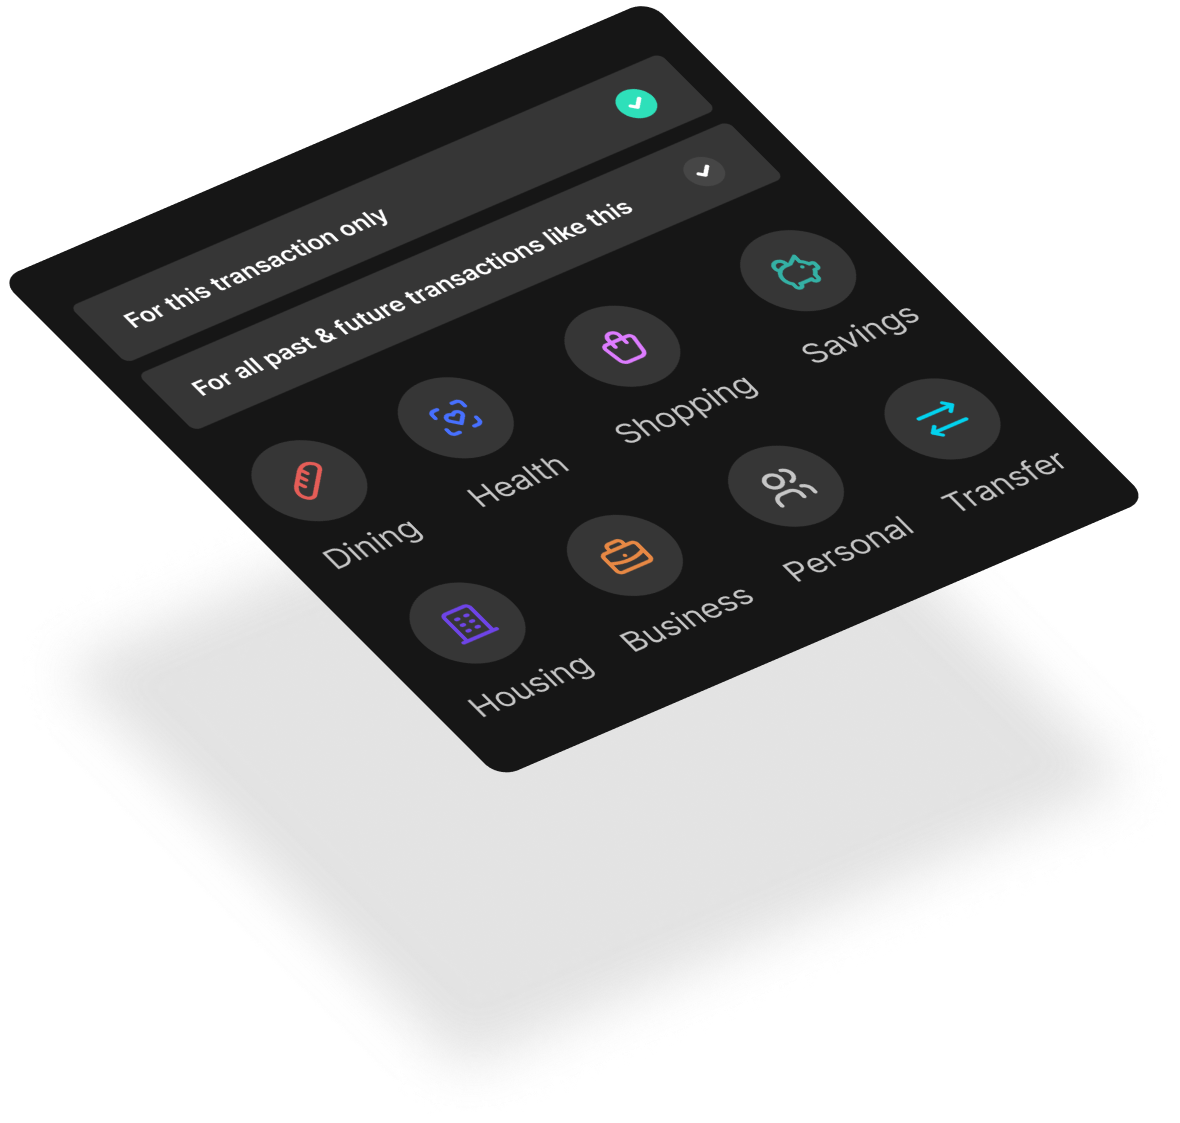 For this transaction only
For all past & future transactions like this
Dining
Health
Shopping
Savings
Housing
Business
Personal
Transfer